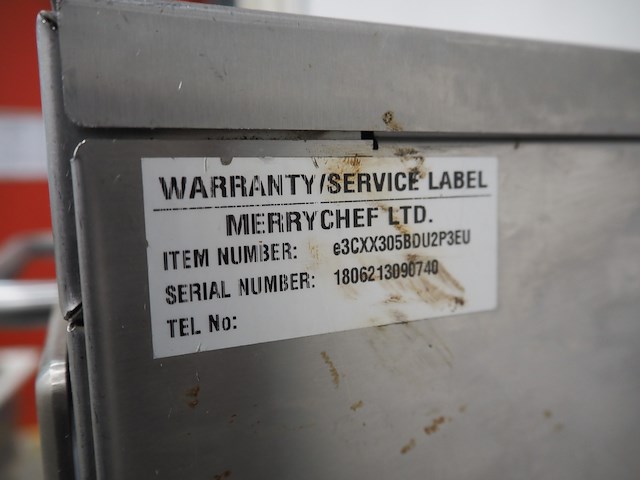 WARRANTY/SERVICE LABEL
MERRYCHEF LTD.
ITEM NUMBER: e3CXX305BDU2P3EU
SERIAL NUMBER: 1806213090740
TEL No: